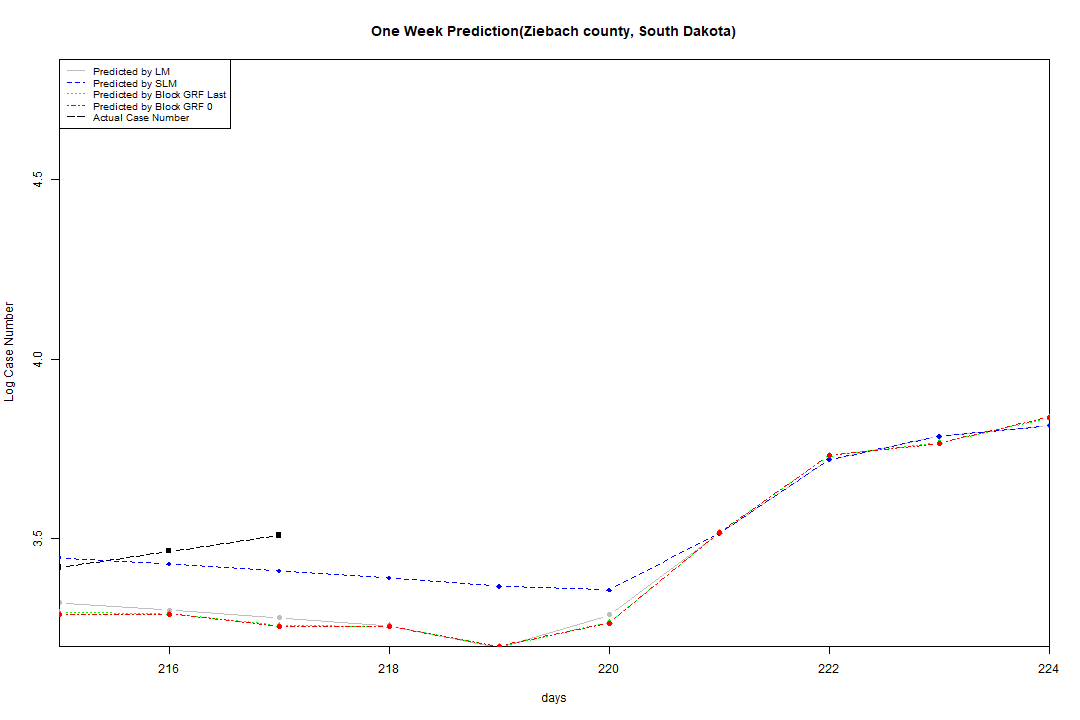 One Week Prediction(Ziebach county, South Dakota)
Predicted by LM
Predicted by SLM
Predicted by Block GRF Last
Predicted by Block GRF 0
Actual Case Number
4.5
4.0
3.5
Log Case Number
216 218 220 222 224
days